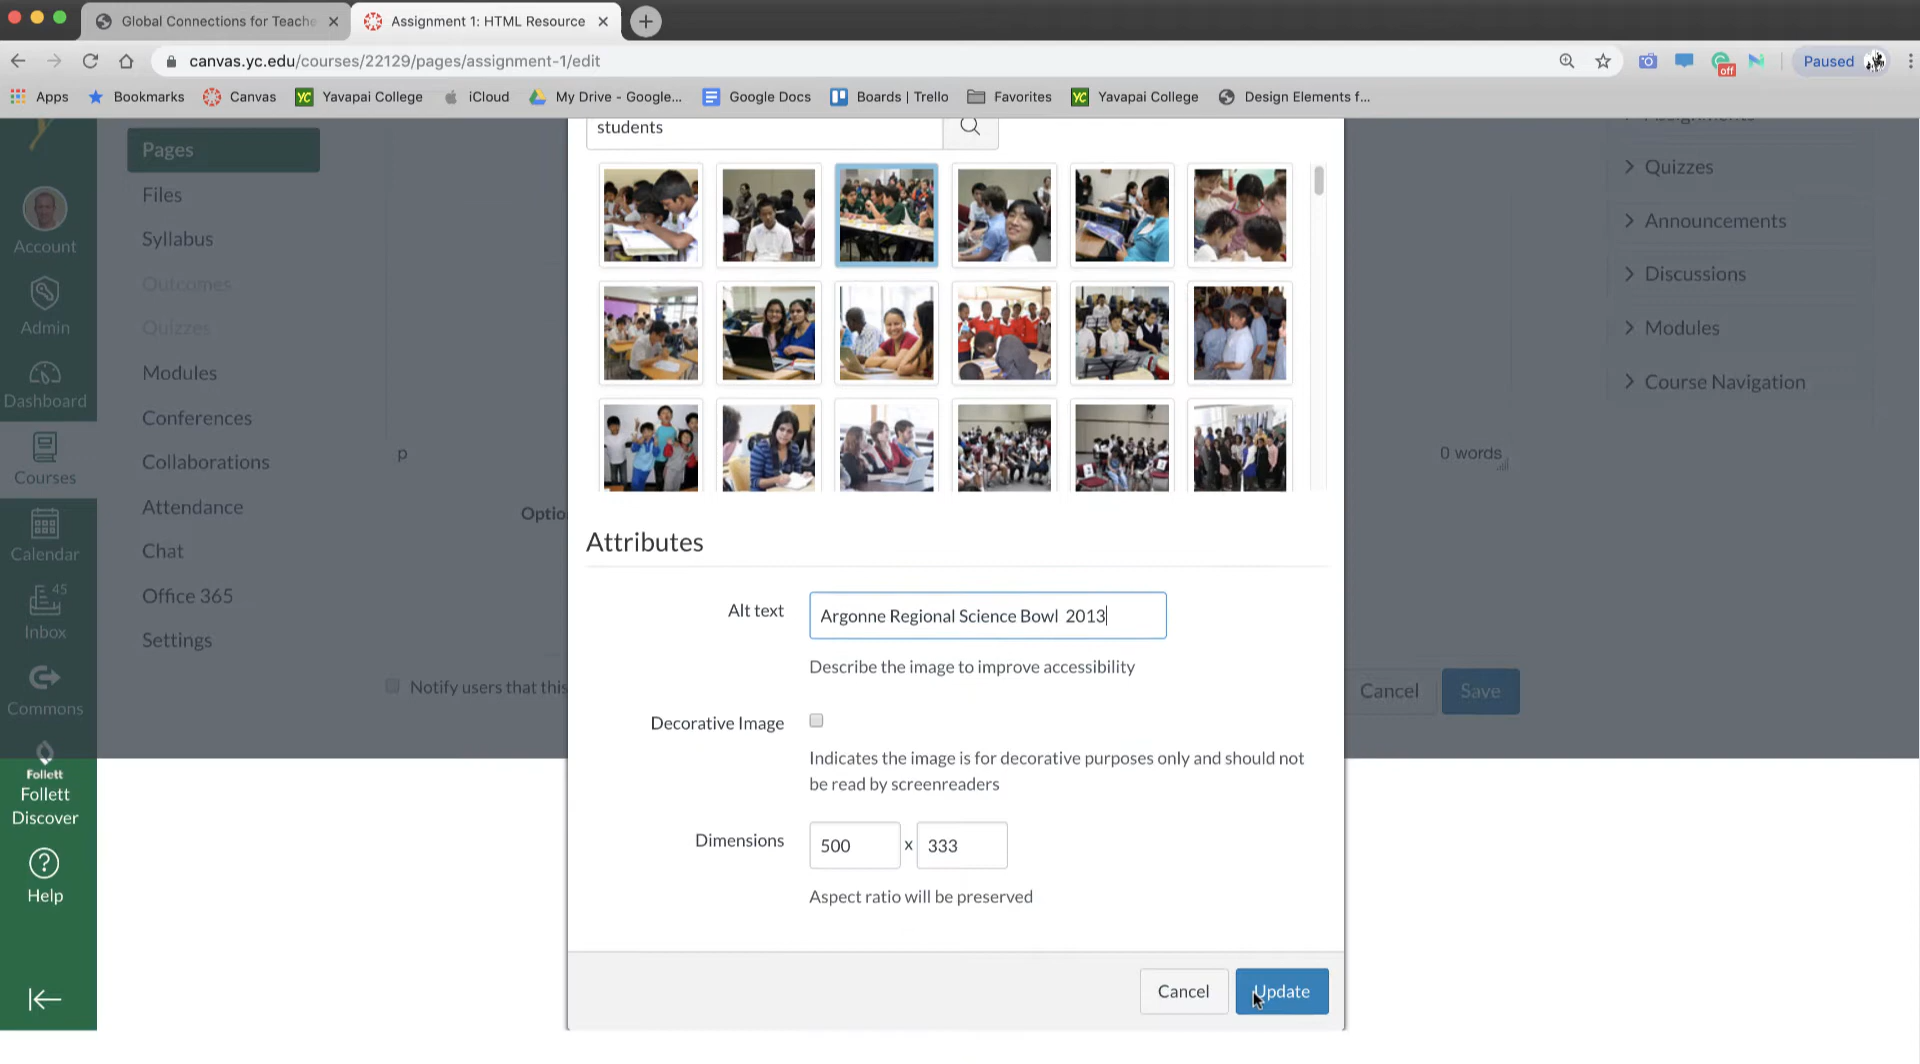 Global Connections for Teache
Assignment 1: HTML Resource
canvas.yc.edu/courses/22129/pages/assignment-1/edit
off
Paused
Apps
Bookmarks
Canvas
YC Yavapai College
iCloud
My Drive - Google...
Google Docs
Boards | Trello
Favorites
YC Yavapai College
Design Elements f...
Account
Admin
Dashboard
Courses
Calendar
45
Inbox
Commons
Follett
Follett
Discover
Help
Pages
Files
Syllabus
Outcomes
Quizzes
Modules
Conferences
Collaborations
Attendance
Chat
Office 365
Settings
p
Optio
Notify users that this
students
Attributes
Alt text
Argonne Regional Science Bowl  2013
Describe the image to improve accessibility
Decorative Image
Indicates the image is for decorative purposes only and should not
be read by screenreaders
Dimensions
500 x 333
Aspect ratio will be preserved
Cancel
Update
Assignments
Quizzes
Announcements
Discussions
Modules
Course Navigation
0 words
Cancel
Save